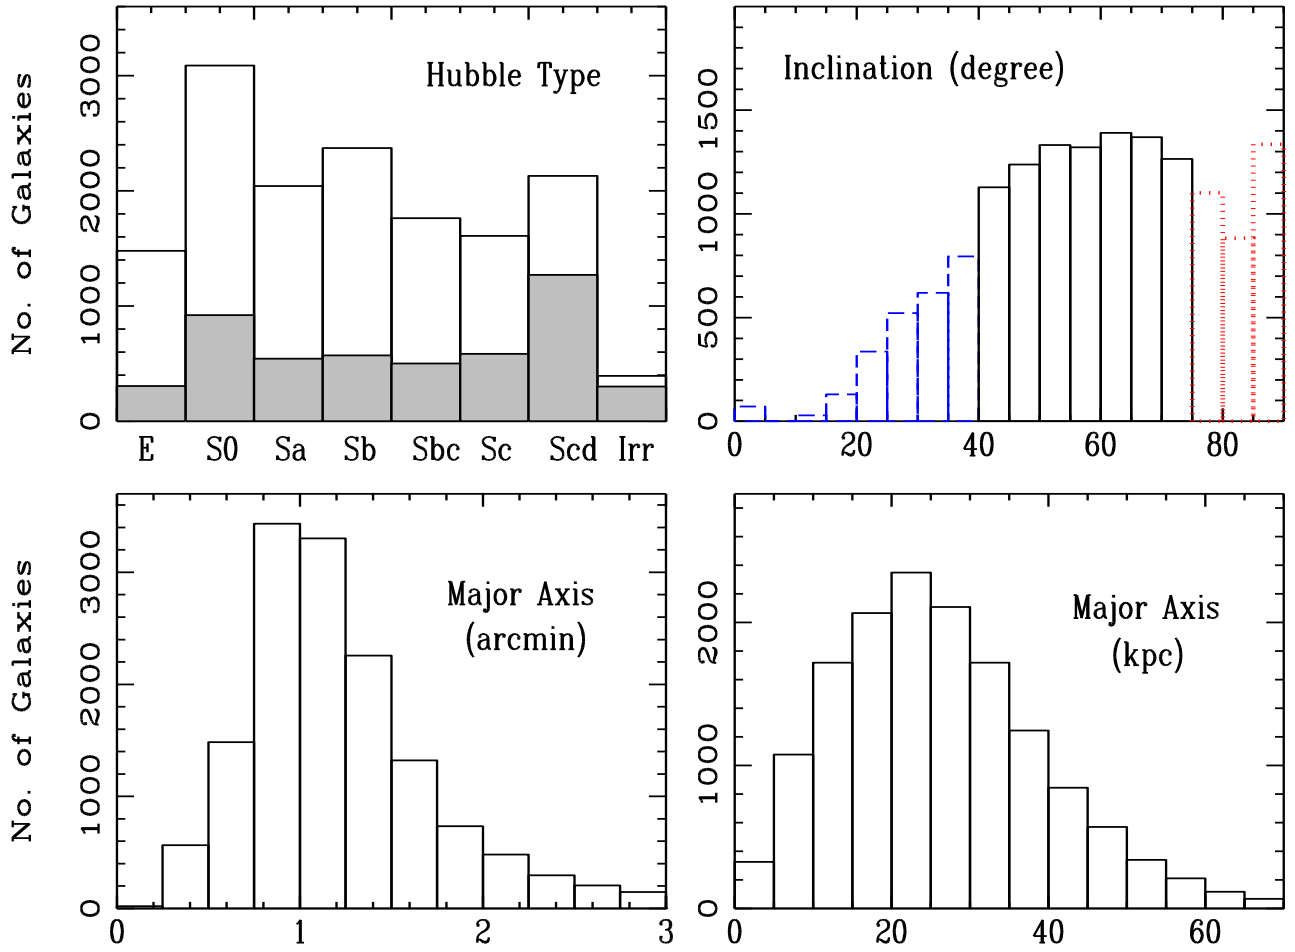 No. of Galaxies
3000
2000
1000
0
Hubble Type
E S0 Sa Sb Sbc Sc Scd Irr
1500
1000
500
0
Inclination (degree)
0 20 40 60 80
No. of Galaxies
3000
2000
1000
0
Major Axis
(arcmin)
0 1 2 3
2000
1000
0
Major Axis
(kpc)
0 20 40 60